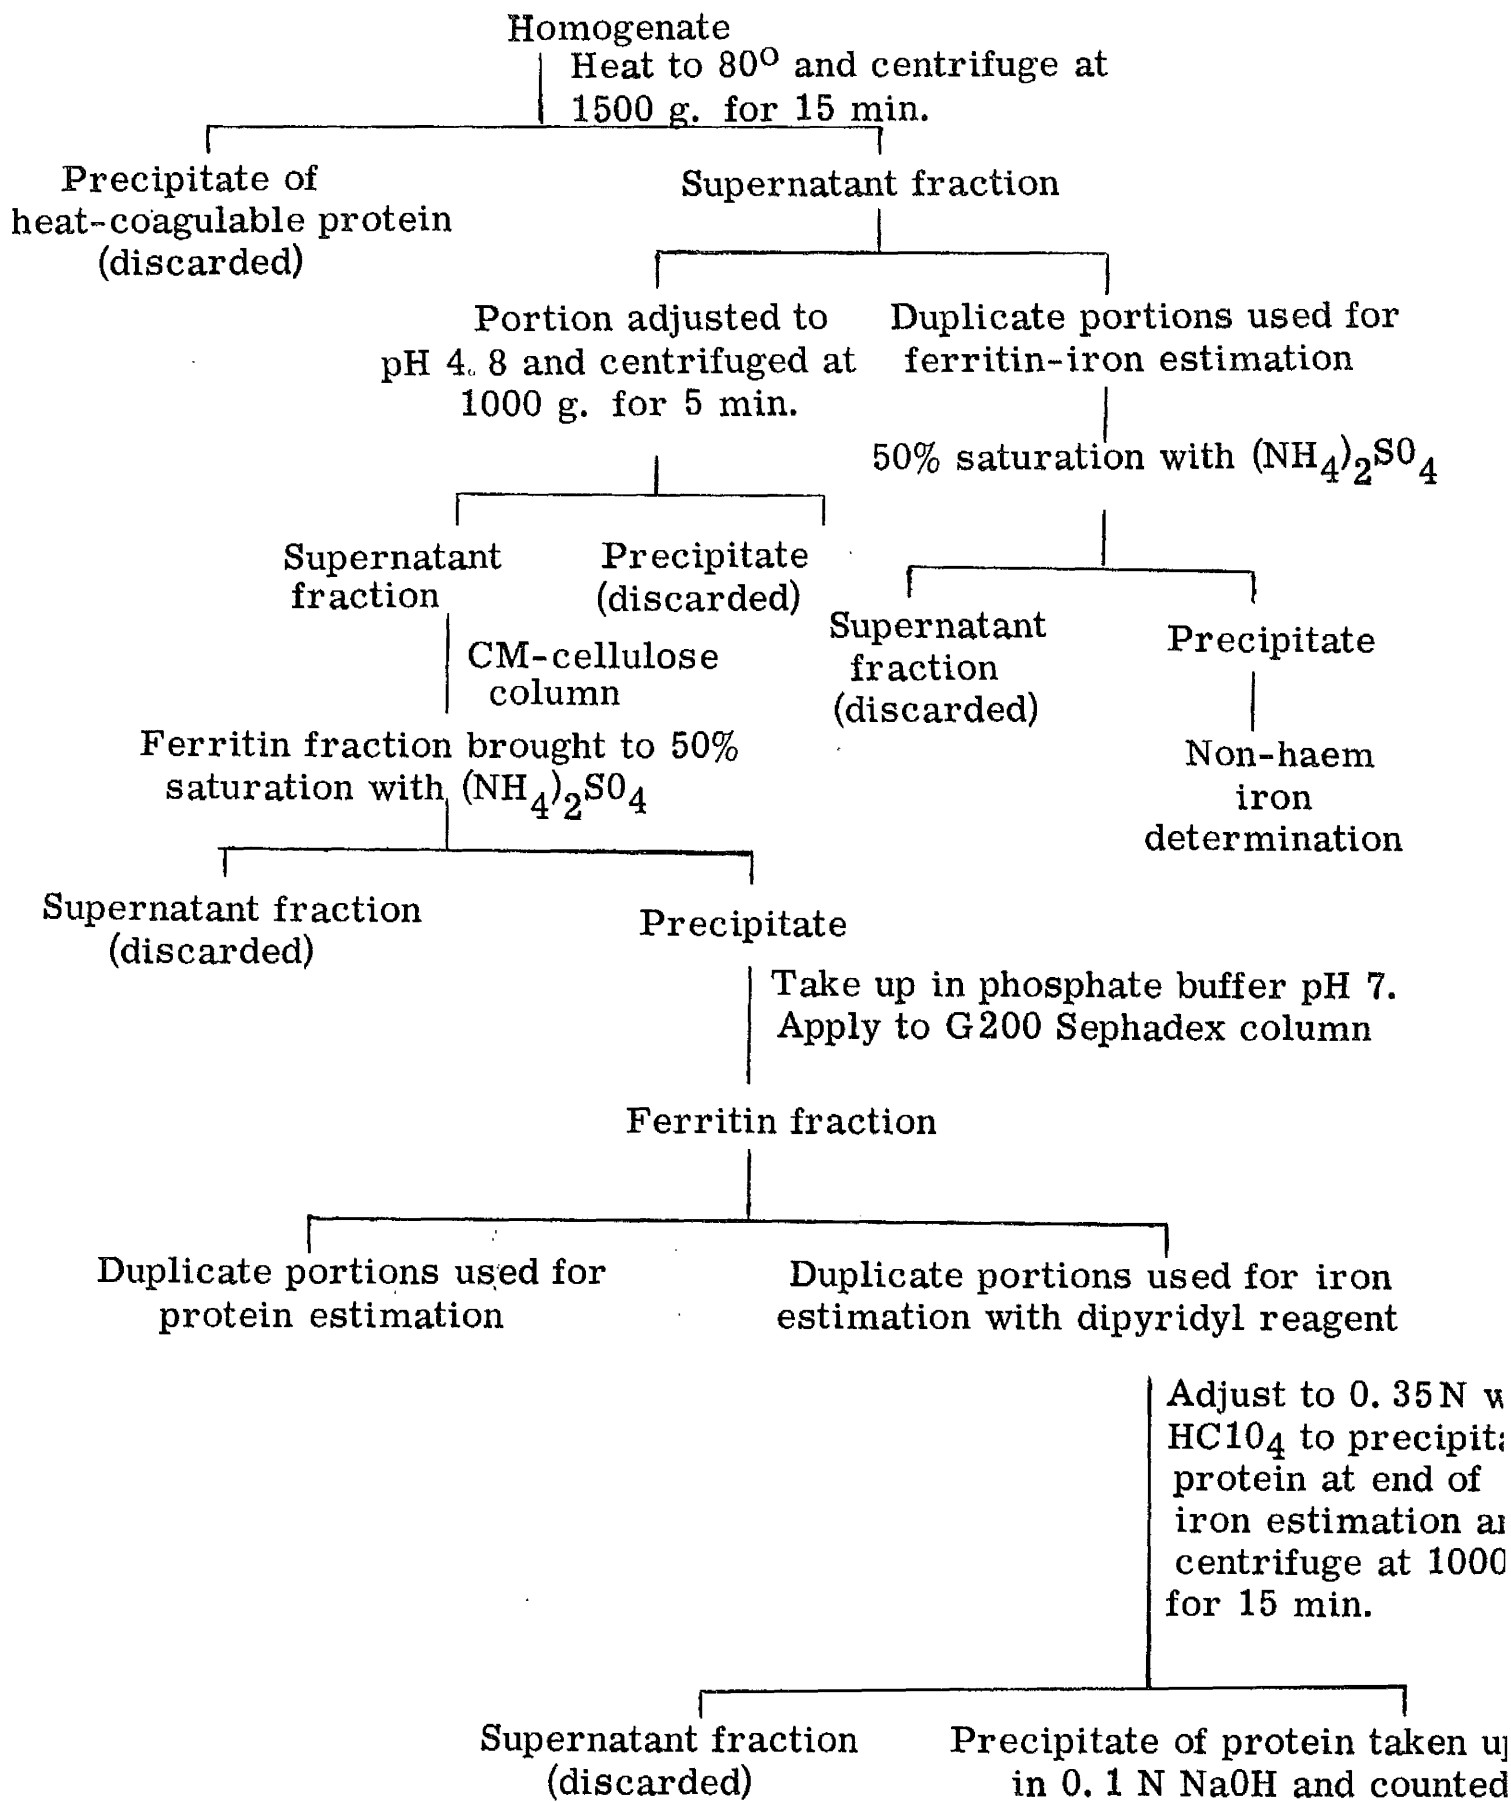 Homogenate
Heat to 80⁰ and centrifuge at
1500 g. for 15 min.
Precipitate of
heat-coagulable protein
(discarded)
Supernatant fraction
Portion adjusted to
pH 4.8 and centrifuged at
1000 g. for 5 min.
Duplicate portions used for
ferritin-iron estimation
50% saturation with (NH₄)₂SO₄
Supernatant
fraction
Precipitate
(discarded)
Supernatant
fraction
(discarded)
Precipitate
CM-cellulose
column
Non-haem
iron
determination
Ferritin fraction brought to 50%
saturation with (NH₄)₂SO₄
Supernatant fraction
(discarded)
Precipitate
Take up in phosphate buffer pH 7.
Apply to G200 Sephadex column
Ferritin fraction
Duplicate portions used for
protein estimation
Duplicate portions used for iron
estimation with dipyridyl reagent
Adjust to 0.35N
HClO₄ to
protein at end of
iron estimation
centrifuge at 1000
for 15 min.
Supernatant fraction
(discarded)
Precipitate of protein taken
in 0.1 N NaOH and counted